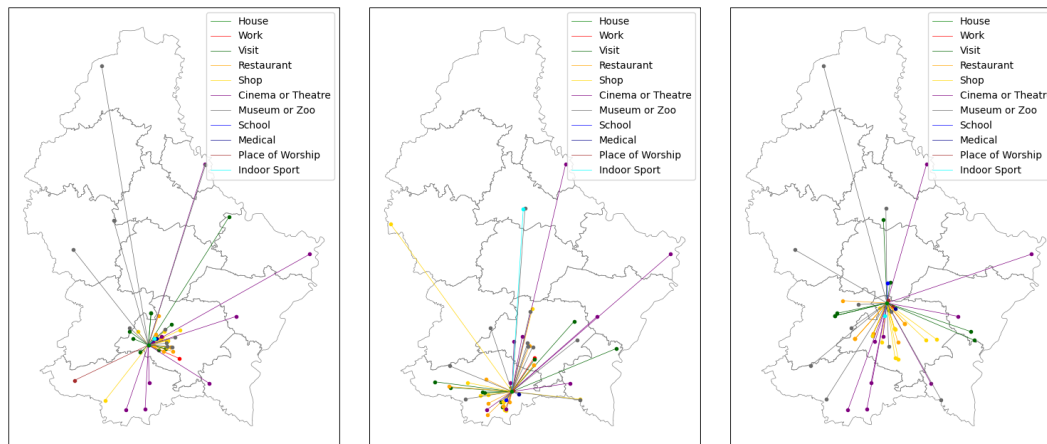 House
Work
Visit
Restaurant
Shop
Cinema or Theatre
Museum or Zoo
School
Medical
Place of Worship
Indoor Sport
House
Work
Visit
Restaurant
Shop
Cinema or Theatre
Museum or Zoo
School
Medical
Place of Worship
Indoor Sport
House
Work
Visit
Restaurant
Shop
Cinema or Theatre
Museum or Zoo
School
Medical
Place of Worship
Indoor Sport